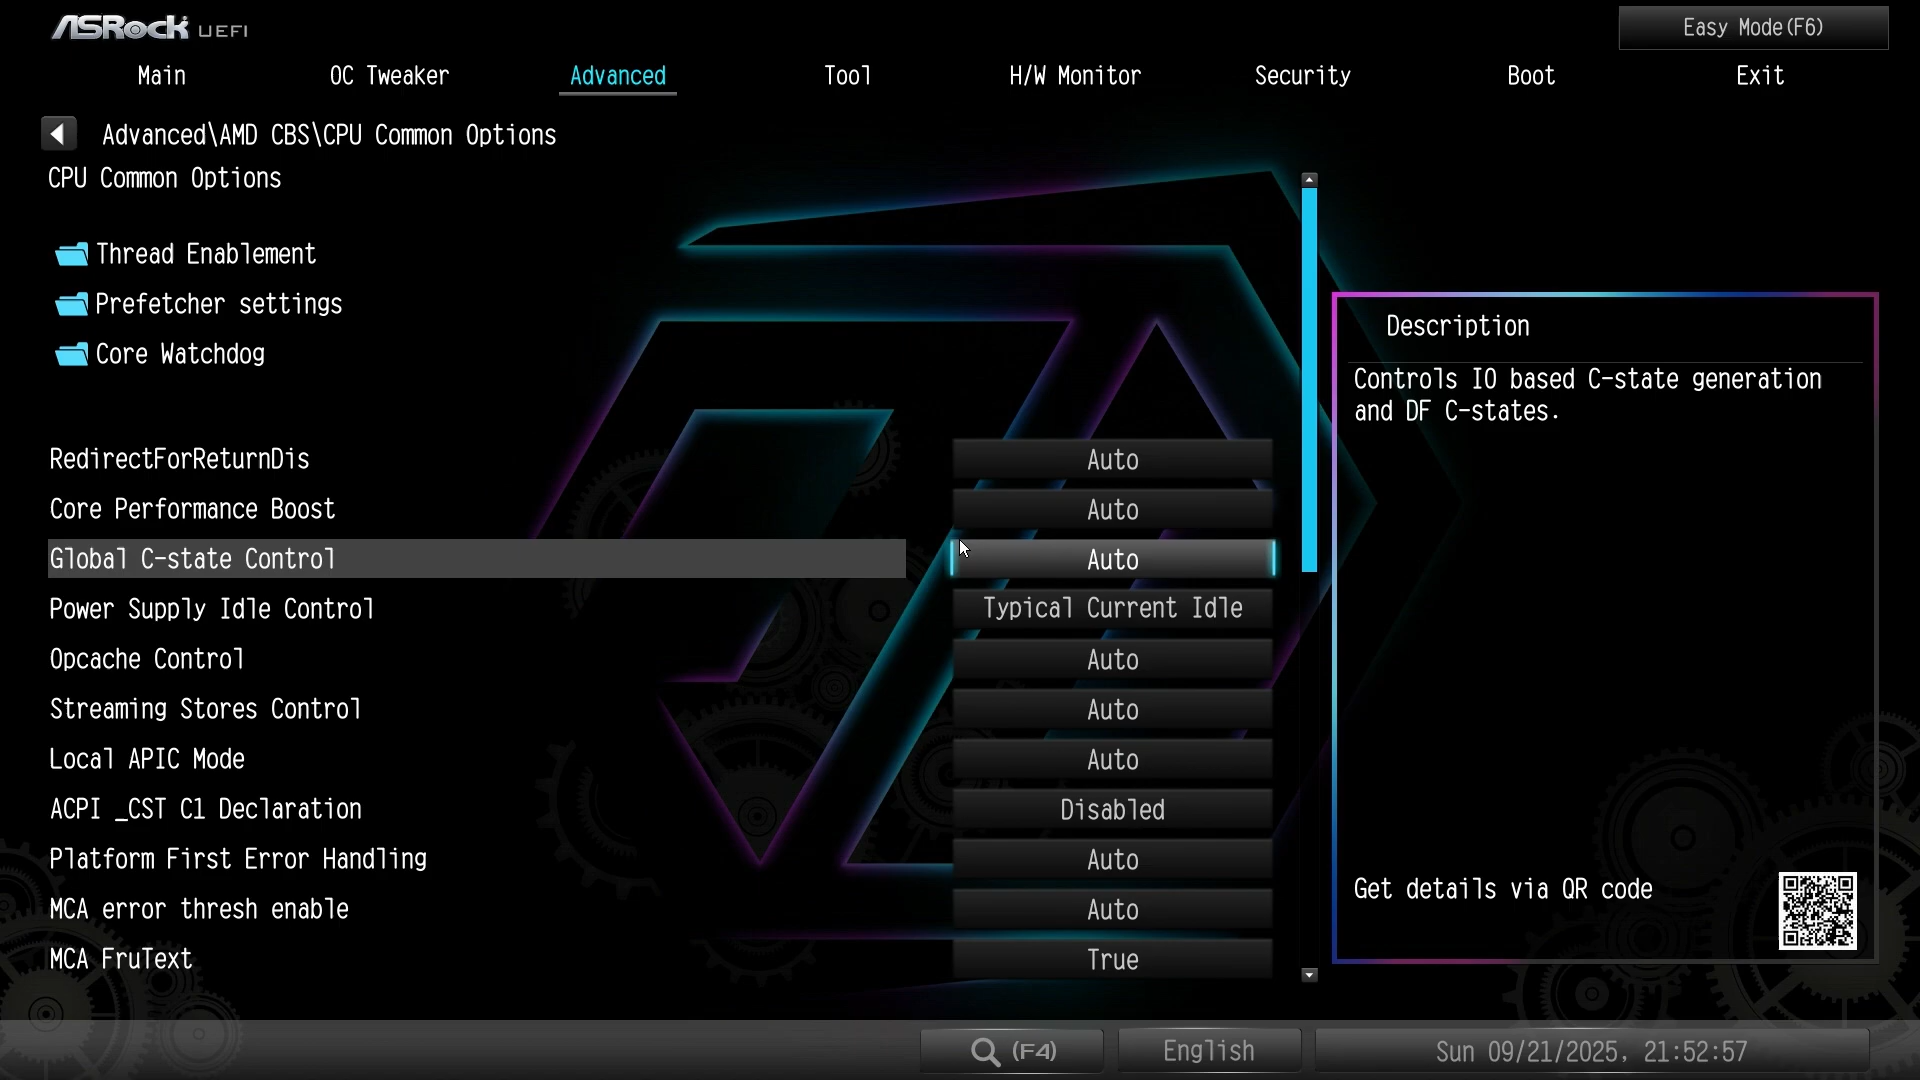 ASRock UEFI
Easy Mode(F6)
Main OC Tweaker Advanced Tool H/W Monitor Security Boot Exit
Advanced\AMD CBS\CPU Common Options
CPU Common Options
Thread Enablement
Prefetcher settings
Core Watchdog
RedirectForReturnDis Auto
Core Performance Boost Auto
Global C-state Control Auto
Power Supply Idle Control Typical Current Idle
Opcache Control Auto
Streaming Stores Control Auto
Local APIC Mode Auto
ACPI _CST C1 Declaration Disabled
Platform First Error Handling Auto
MCA error thresh enable Auto
MCA FruText True
Description
Controls IO based C-state generation
and DF C-states.
Get details via QR code
(F4) English Sun 09/21/2025, 21:52:57